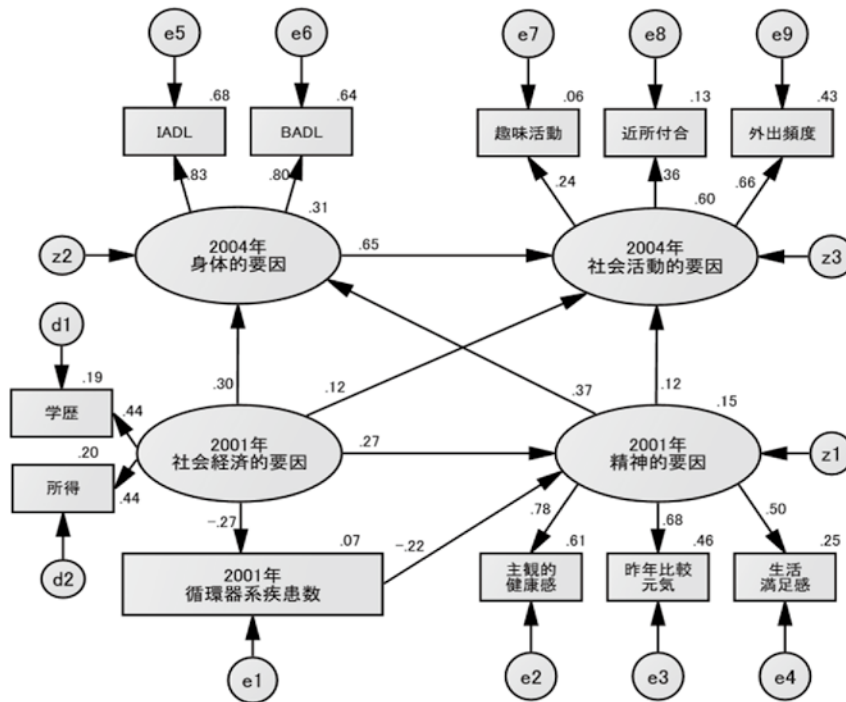 e5
e6
e7
e8
e9
.68
.64
.06
.13
.43
IADL
BADL
趣味活動
近所付合
外出頻度
.83
.80
.24
.36
.66
.31
.60
z2
2004年
身体的要因
.65
2004年
社会活動的要因
z3
d1
.19
.30
.12
.37
.12
.15
学歴
.44
2001年
社会経済的要因
.27
2001年
精神的要因
z1
.20
所得
.44
-.27
.07
-.22
.78
.68
.50
d2
2001年
循環器系疾患数
主観的
健康感
.61
昨年比較
元気
.46
生活
満足感
.25
e1
e2
e3
e4